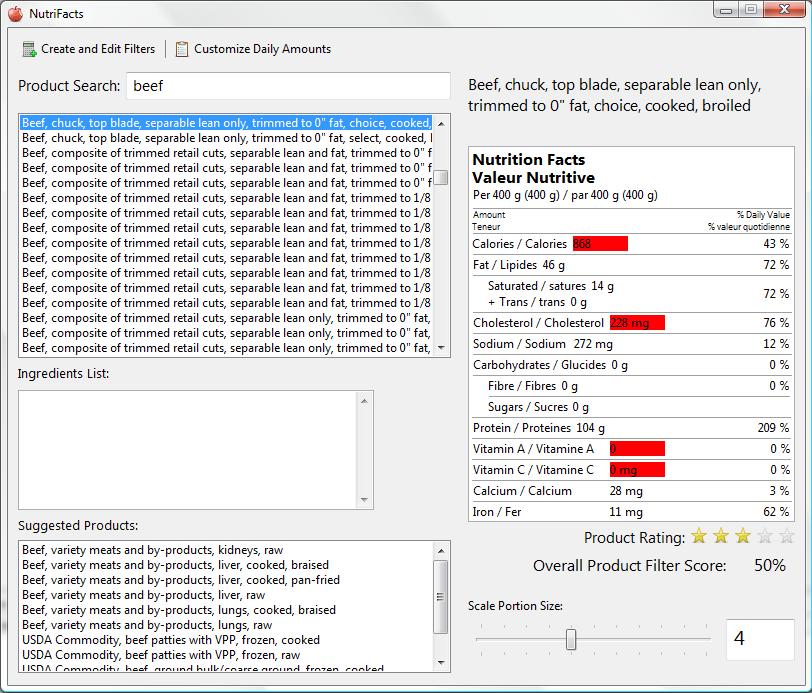 NutriFacts
Create and Edit Filters
Customize Daily Amounts
Product Search:
beef
Beef, chuck, top blade, separable lean only, trimmed to 0" fat, choice, cooked,
Beef, chuck, top blade, separable lean only, trimmed to 0" fat, select, cooked,
Beef, composite of trimmed retail cuts, separable lean and fat, trimmed to 0" f
Beef, composite of trimmed retail cuts, separable lean and fat, trimmed to 0" f
Beef, composite of trimmed retail cuts, separable lean and fat, trimmed to 0" f
Beef, composite of trimmed retail cuts, separable lean and fat, trimmed to 1/8
Beef, composite of trimmed retail cuts, separable lean and fat, trimmed to 1/8
Beef, composite of trimmed retail cuts, separable lean and fat, trimmed to 1/8
Beef, composite of trimmed retail cuts, separable lean and fat, trimmed to 1/8
Beef, composite of trimmed retail cuts, separable lean and fat, trimmed to 1/8
Beef, composite of trimmed retail cuts, separable lean and fat, trimmed to 1/8
Beef, composite of trimmed retail cuts, separable lean and fat, trimmed to 1/8
Beef, composite of trimmed retail cuts, separable lean and fat, trimmed to 1/8
Beef, composite of trimmed retail cuts, separable lean only, trimmed to 0" fat,
Beef, composite of trimmed retail cuts, separable lean only, trimmed to 0" fat,
Beef, composite of trimmed retail cuts, separable lean only, trimmed to 0" fat,
Ingredients List:
Suggested Products:
Beef, variety meats and by-products, kidneys, raw
Beef, variety meats and by-products, liver, cooked, braised
Beef, variety meats and by-products, liver, cooked, pan-fried
Beef, variety meats and by-products, liver, raw
Beef, variety meats and by-products, lungs, cooked, braised
Beef, variety meats and by-products, lungs, raw
USDA Commodity, beef patties with VPP, frozen, cooked
USDA Commodity, beef patties with VPP, frozen, raw
USDA Commodity, beef, ground bulk/coarse ground, frozen, cooked
Beef, chuck, top blade, separable lean only,
trimmed to 0" fat, choice, cooked, broiled
Nutrition Facts
Valeur Nutritive
Per 400 g (400 g) / par 400 g (400 g)
Amount % Daily Value
Teneur % valeur quotidienne
Calories / Calories 868 43 %
Fat / Lipides 46 g 72 %
Saturated / satures 14 g
+ Trans / trans 0 g 72 %
Cholesterol / Cholesterol 228 mg 76 %
Sodium / Sodium 272 mg 12 %
Carbohydrates / Glucides 0 g 0 %
Fibre / Fibres 0 g 0 %
Sugars / Sucres 0 g
Protein / Proteines 104 g 209 %
Vitamin A / Vitamine A 0 0 %
Vitamin C / Vitamine C 0 mg 0 %
Calcium / Calcium 28 mg 3 %
Iron / Fer 11 mg 62 %
Product Rating:
Overall Product Filter Score: 50%
Scale Portion Size:
4